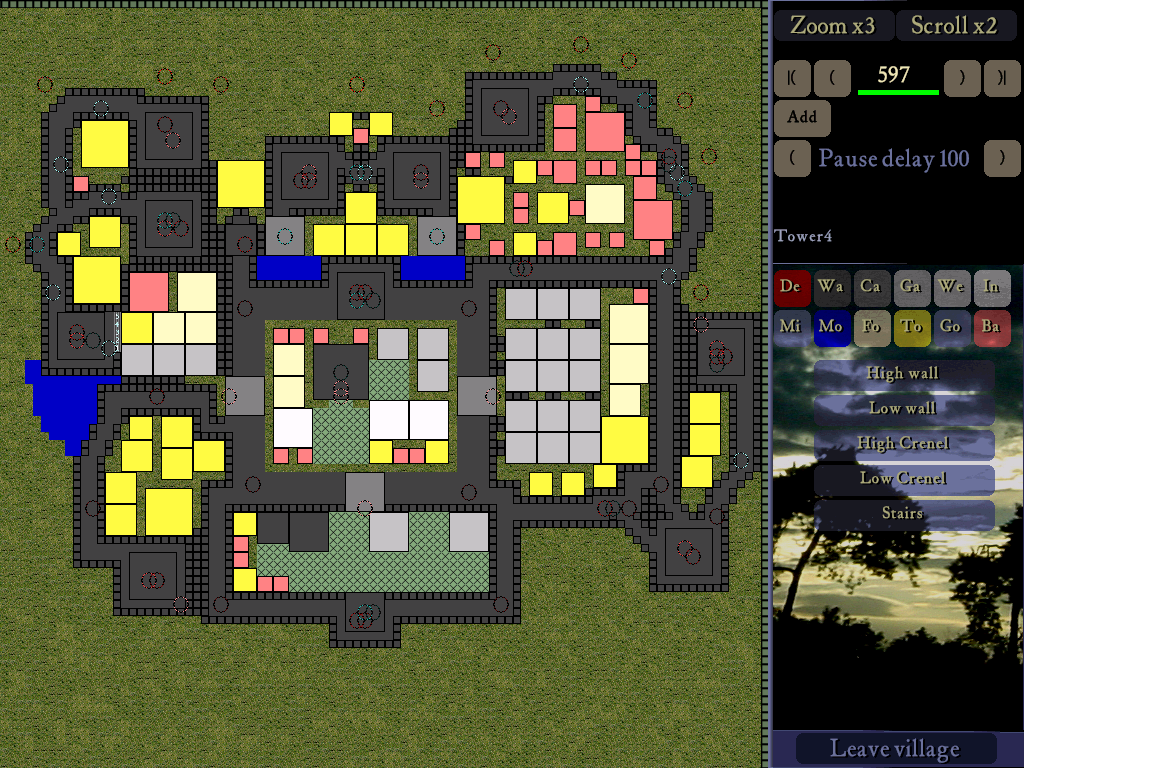 Zoom x3 Scroll x2
|( ( 597 ) )|
Add
( Pause delay 100 )
Tower4
De Wa Ca Ga We In
Mi Mo Fo To Go Ba
High wall
Low wall
High Crenel
Low Crenel
Stairs
Leave village